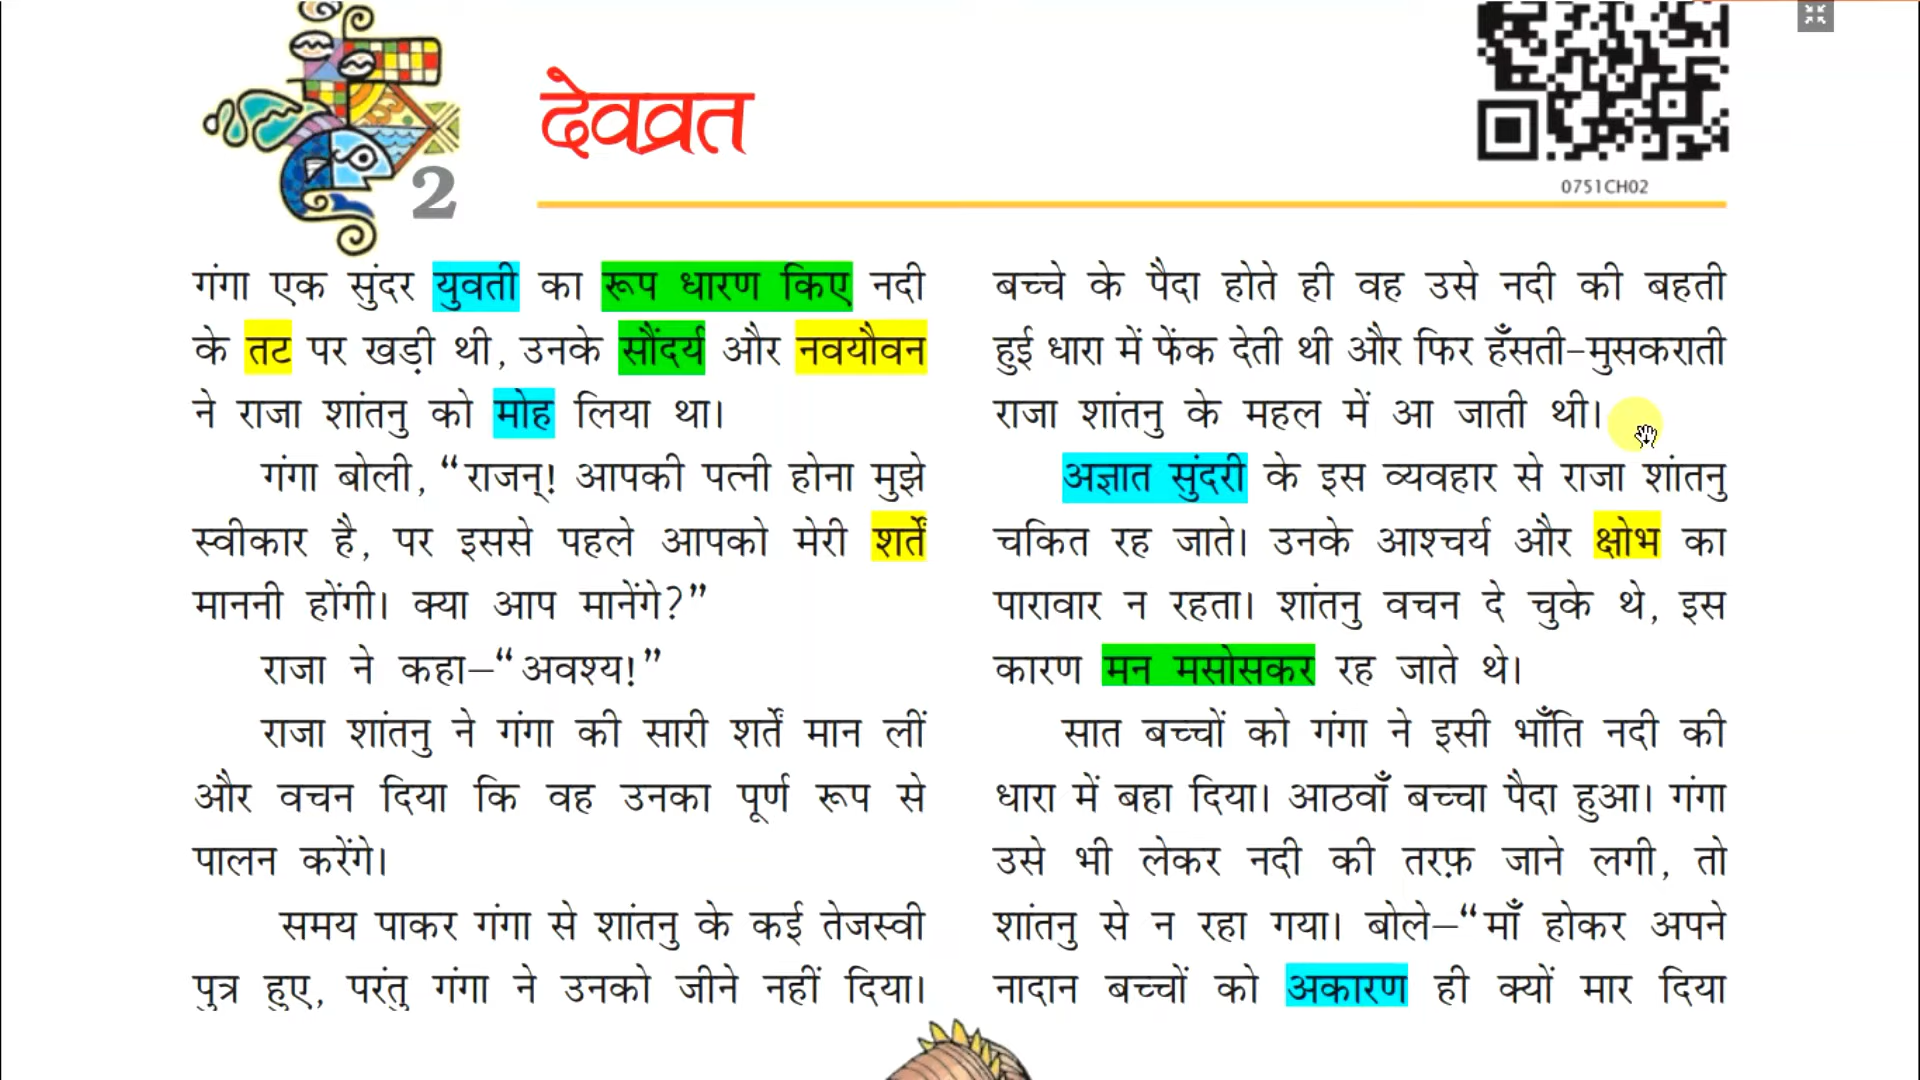 2
देवव्रत
0751CH02
गंगा एक सुंदर युवती का रूप धारण किए नदी
के तट पर खड़ी थी, उनके सौंदर्य और नवयौवन
ने राजा शांतनु को मोह लिया था।
गंगा बोली, “राजन्! आपकी पत्नी होना मुझे
स्वीकार है, पर इससे पहले आपको मेरी शर्तें
माननी होंगी। क्या आप मानेंगे?”
राजा ने कहा–“अवश्य!”
राजा शांतनु ने गंगा की सारी शर्तें मान लीं
और वचन दिया कि वह उनका पूर्ण रूप से
पालन करेंगे।
समय पाकर गंगा से शांतनु के कई तेजस्वी
पुत्र हुए, परंतु गंगा ने उनको जीने नहीं दिया।
बच्चे के पैदा होते ही वह उसे नदी की बहती
हुई धारा में फेंक देती थी और फिर हँसती-मुसकराती
राजा शांतनु के महल में आ जाती थी।
अज्ञात सुंदरी के इस व्यवहार से राजा शांतनु
चकित रह जाते। उनके आश्चर्य और क्षोभ का
पारावार न रहता। शांतनु वचन दे चुके थे, इस
कारण मन मसोसकर रह जाते थे।
सात बच्चों को गंगा ने इसी भाँति नदी की
धारा में बहा दिया। आठवाँ बच्चा पैदा हुआ। गंगा
उसे भी लेकर नदी की तरफ़ जाने लगी, तो
शांतनु से न रहा गया। बोले–“माँ होकर अपने
नादान बच्चों को अकारण ही क्यों मार दिया